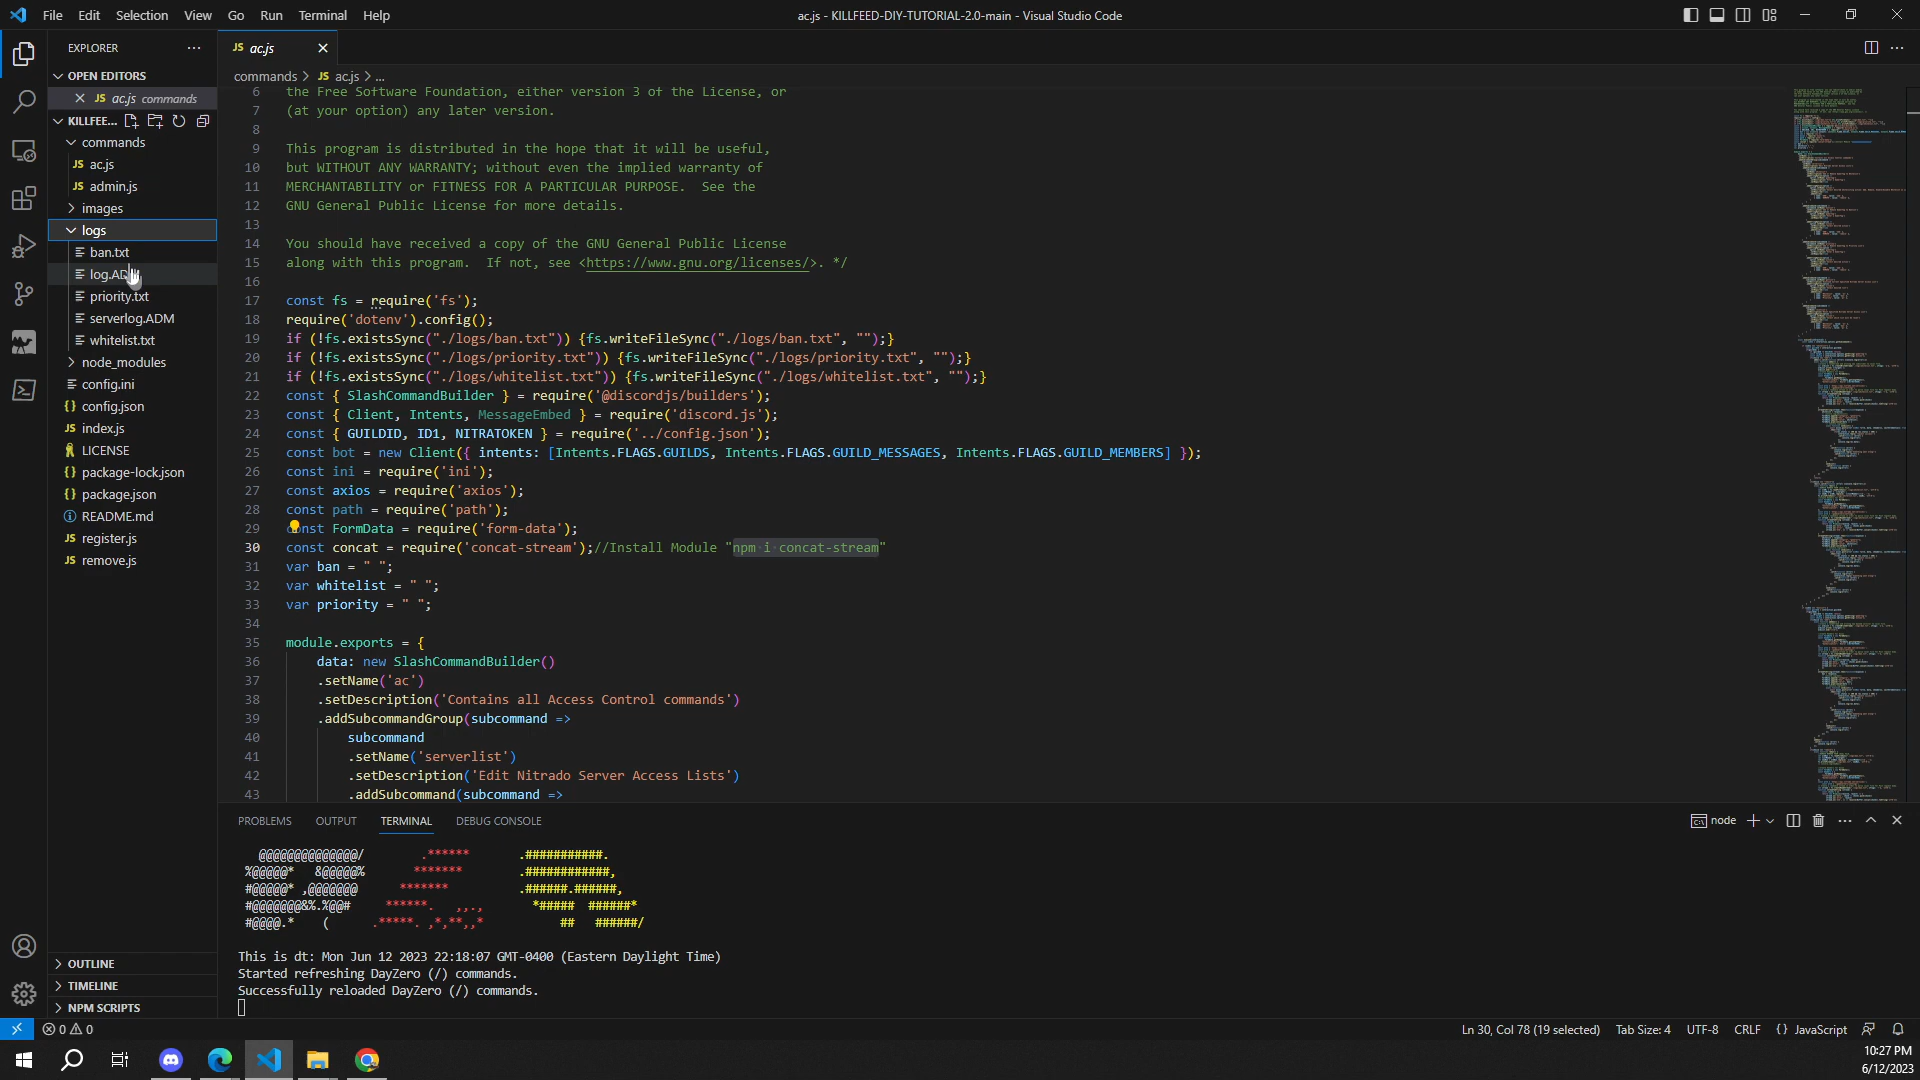 File Edit Selection View Go Run Terminal Help
ac.js - KILLFEED-DIY-TUTORIAL-2.0-main - Visual Studio Code
EXPLORER
JS ac.js
OPEN EDITORS
JS ac.js commands
KILLFEE...
commands
JS ac.js
JS admin.js
images
logs
ban.txt
priority.txt
serverlog.ADM
whitelist.txt
node_modules
config.ini
{} config.json
JS index.js
LICENSE
{} package-lock.json
{} package.json
README.md
JS register.js
JS remove.js
OUTLINE
TIMELINE
NPM SCRIPTS
commands > JS ac.js > ...
6 the Free Software Foundation, either version 3 of the License, or
7 (at your option) any later version.
8
9 This program is distributed in the hope that it will be useful,
10 but WITHOUT ANY WARRANTY; without even the implied warranty of
11 MERCHANTABILITY or FITNESS FOR A PARTICULAR PURPOSE.  See the
12 GNU General Public License for more details.
13
14 You should have received a copy of the GNU General Public License
15 along with this program.  If not, see <https://www.gnu.org/licenses/>. */
16
17 const fs = require('fs');
18 require('dotenv').config();
19 if (!fs.existsSync("./logs/ban.txt")) {fs.writeFileSync("./logs/ban.txt", "");}
20 if (!fs.existsSync("./logs/priority.txt")) {fs.writeFileSync("./logs/priority.txt", "");}
21 if (!fs.existsSync("./logs/whitelist.txt")) {fs.writeFileSync("./logs/whitelist.txt", "");}
22 const { SlashCommandBuilder } = require('@discordjs/builders');
23 const { Client, Intents, MessageEmbed } = require('discord.js');
24 const { GUILDID, ID1, NITRATOKEN } = require('../config.json');
25 const bot = new Client({ intents: [Intents.FLAGS.GUILDS, Intents.FLAGS.GUILD_MESSAGES, Intents.FLAGS.GUILD_MEMBERS] });
26 const ini = require('ini');
27 const axios = require('axios');
28 const path = require('path');
29 const FormData = require('form-data');
30 const concat = require('concat-stream');//Install Module "npm i concat-stream"
31 var ban = " ";
32 var whitelist = " ";
33 var priority = " ";
34
35 module.exports = {
36 data: new SlashCommandBuilder()
37 .setName('ac')
38 .setDescription('Contains all Access Control commands')
39 .addSubcommandGroup(subcommand =>
40 subcommand
41 .setName('serverlist')
42 .setDescription('Edit Nitrado Server Access Lists')
43 .addSubcommand(subcommand =>
PROBLEMS OUTPUT TERMINAL DEBUG CONSOLE
node
This is dt: Mon Jun 12 2023 22:18:07 GMT-0400 (Eastern Daylight Time)
Started refreshing DayZero (/) commands.
Successfully reloaded DayZero (/) commands.
0 0
Ln 30, Col 78 (19 selected) Tab Size: 4 UTF-8 CRLF {} JavaScript
10:27 PM
6/12/2023